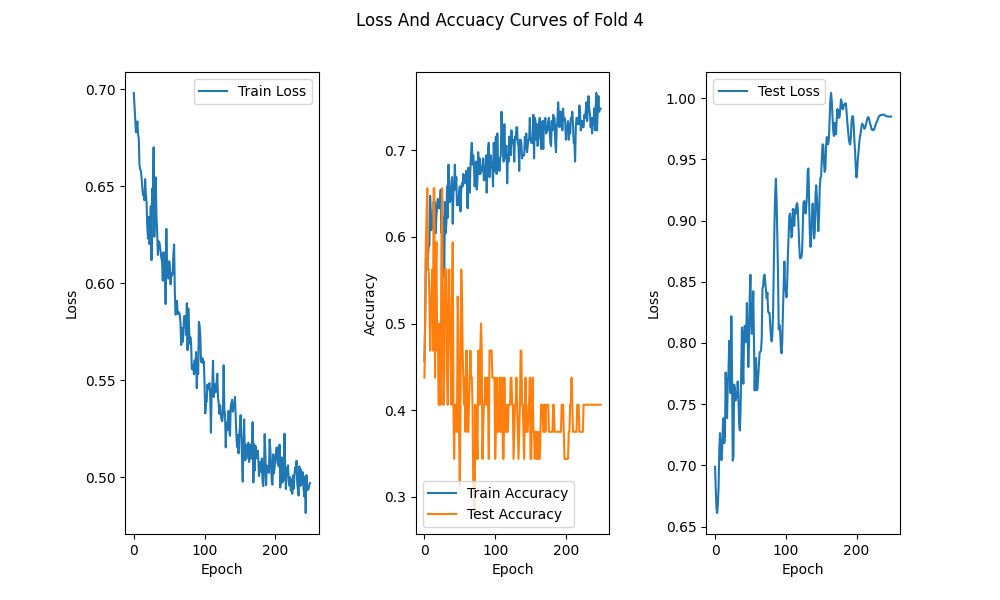 Loss And Accuacy Curves of Fold 4
Train Loss
0.70
0.65
0.60
0.55
0.50
Loss
0
100
200
Epoch
0.7
0.6
0.5
0.4
0.3
Accuracy
Train Accuracy
Test Accuracy
0
100
200
Epoch
Test Loss
1.00
0.95
0.90
0.85
0.80
0.75
0.70
0.65
Loss
0
100
200
Epoch